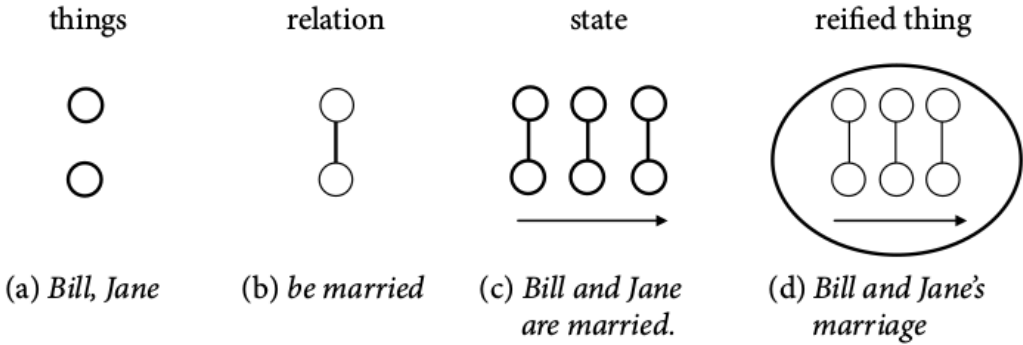 things
relation
state
reified thing
(a) Bill, Jane
(b) be married
(c) Bill and Jane
are married.
(d) Bill and Jane's
marriage